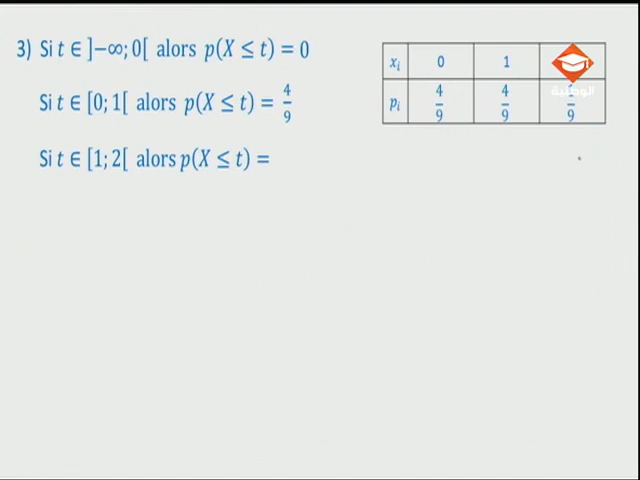 3) Si t ∈ ]−∞; 0[ alors p(X ≤ t) = 0
Si t ∈ [0; 1[ alors p(X ≤ t) = 4/9
Si t ∈ [1; 2[ alors p(X ≤ t) =
xᵢ 0 1
pᵢ 4/9 4/9 1/9
الوطنية